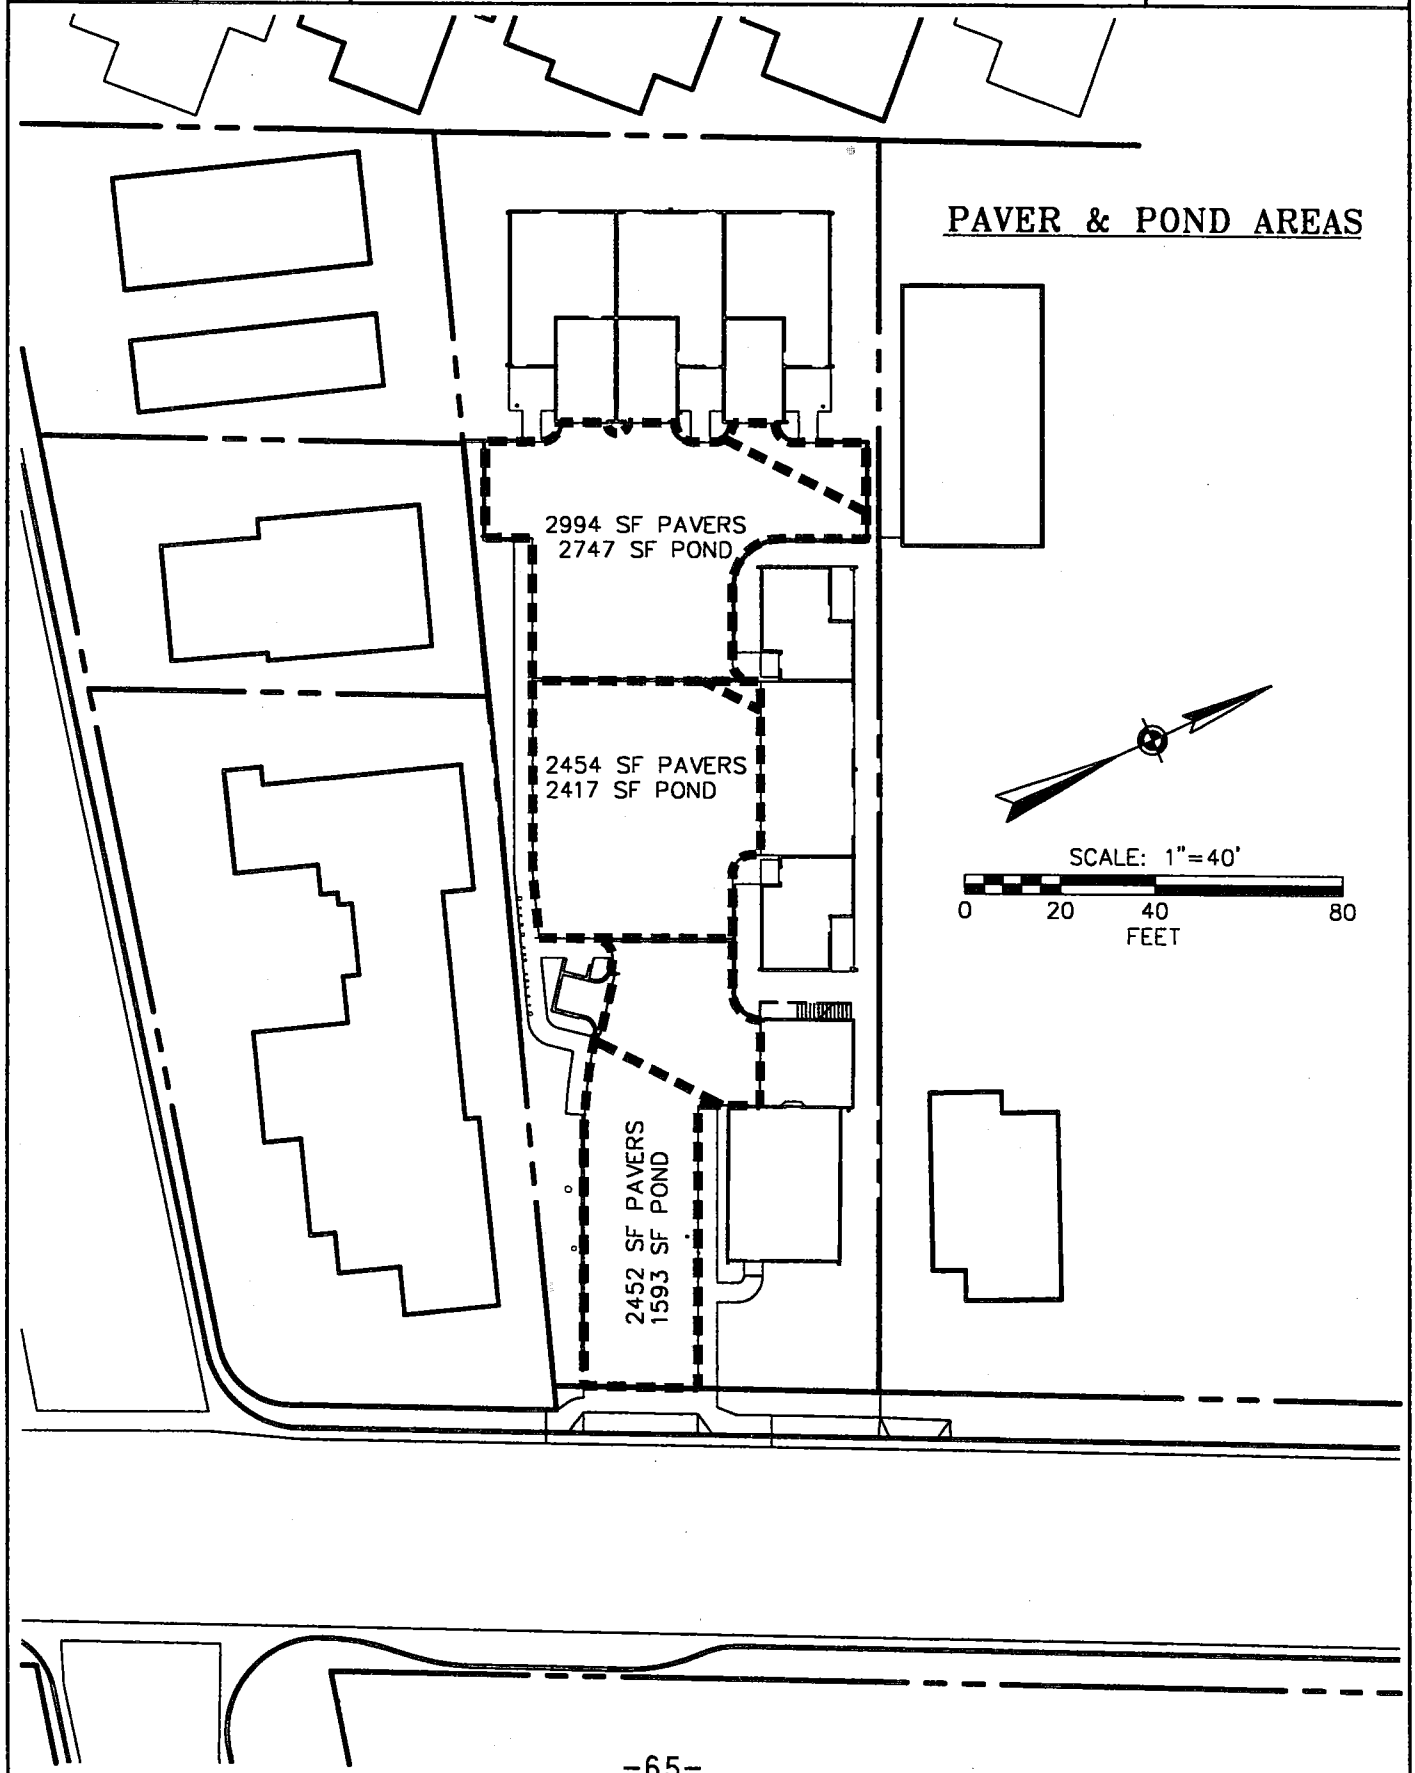 PAVER & POND AREAS
2994 SF PAVERS
2747 SF POND
2454 SF PAVERS
2417 SF POND
SCALE: 1"=40'
0 20 40 80
FEET
2452 SF PAVERS
1593 SF POND
-65-